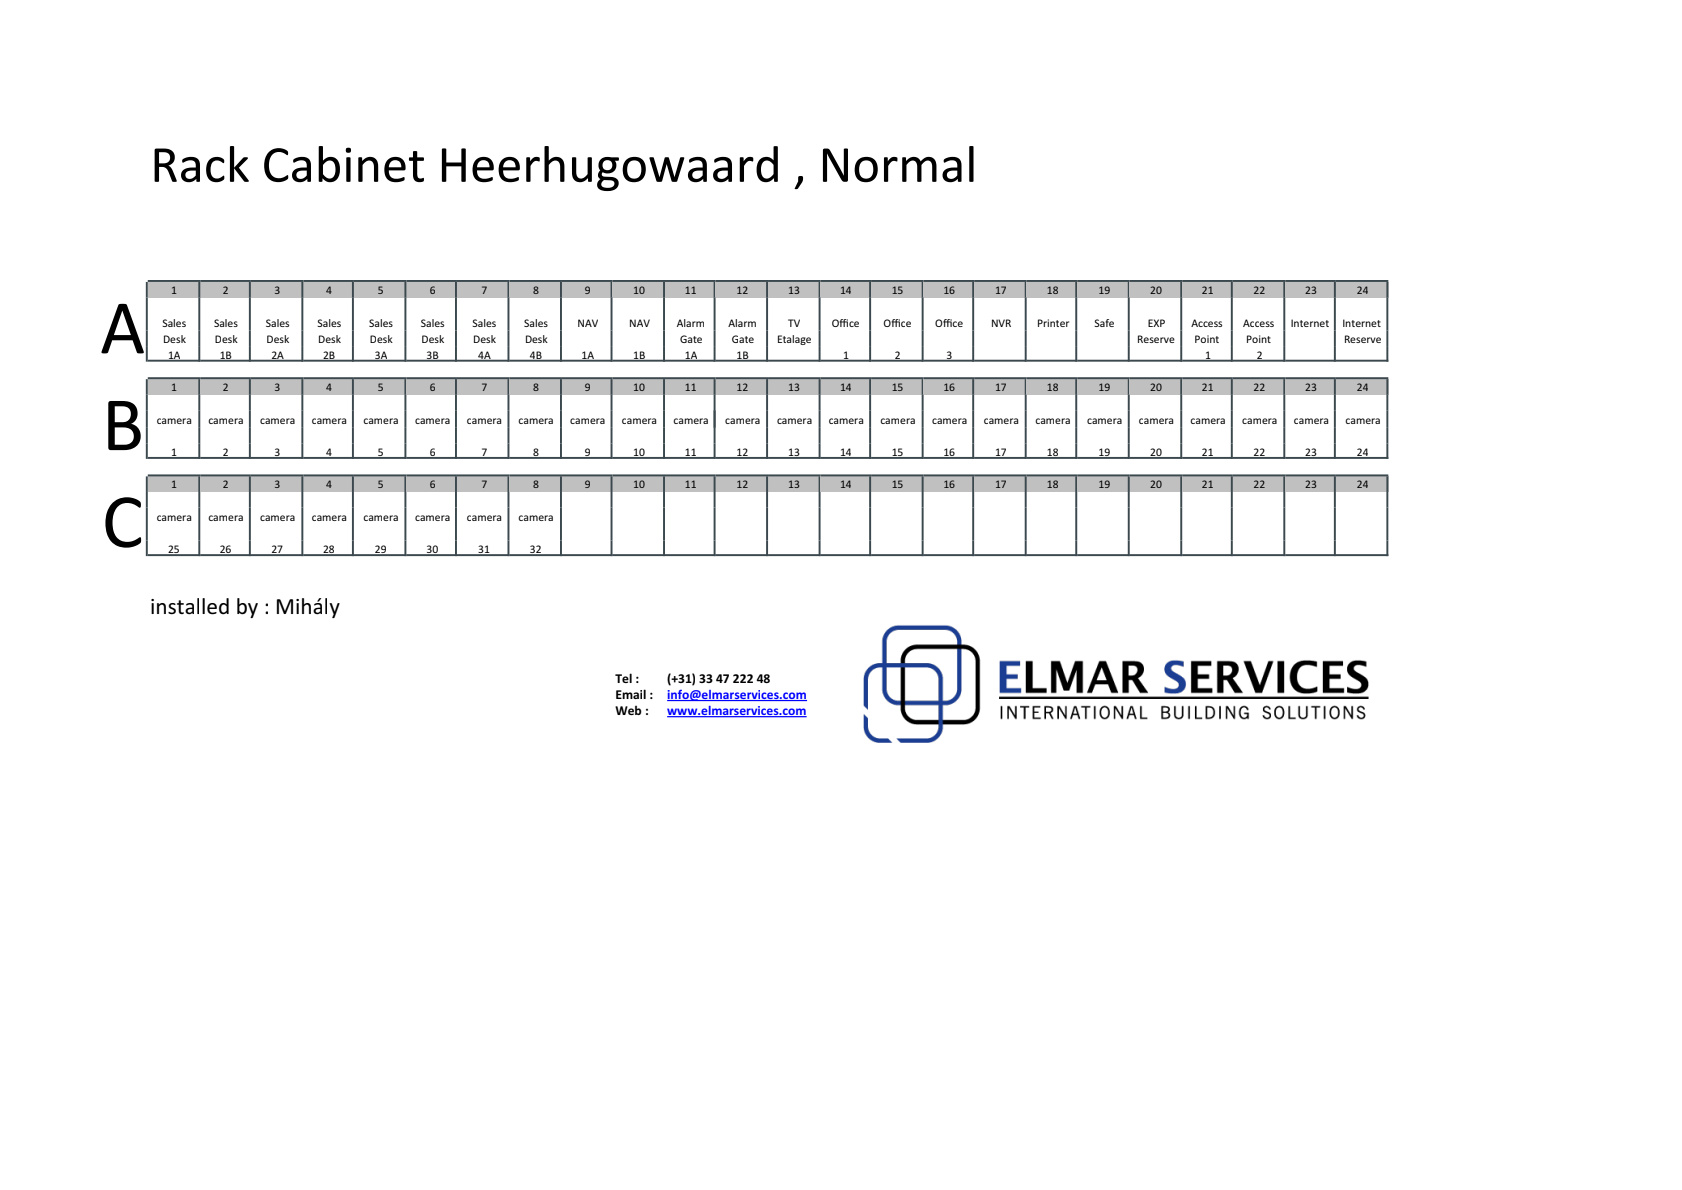 Rack Cabinet Heerhugowaard , Normal
A
1 2 3 4 5 6 7 8 9 10 11 12 13 14 15 16 17 18 19 20 21 22 23 24
Sales Sales Sales Sales Sales Sales Sales Sales NAV NAV Alarm Alarm TV Office Office Office NVR Printer Safe EXP Access Access Internet Internet
Desk Desk Desk Desk Desk Desk Desk Desk Gate Gate Etalage Reserve Point Point Reserve
1A 1B 2A 2B 3A 3B 4A 4B 1A 1B 1A 1B 1 2 3 1 2
B
1 2 3 4 5 6 7 8 9 10 11 12 13 14 15 16 17 18 19 20 21 22 23 24
camera camera camera camera camera camera camera camera camera camera camera camera camera camera camera camera camera camera camera camera camera camera camera camera
1 2 3 4 5 6 7 8 9 10 11 12 13 14 15 16 17 18 19 20 21 22 23 24
C
1 2 3 4 5 6 7 8 9 10 11 12 13 14 15 16 17 18 19 20 21 22 23 24
camera camera camera camera camera camera camera camera
25 26 27 28 29 30 31 32
installed by : Mihály
Tel : (+31) 33 47 222 48
Email : info@elmarservices.com
Web : www.elmarservices.com
ELMAR SERVICES
INTERNATIONAL BUILDING SOLUTIONS